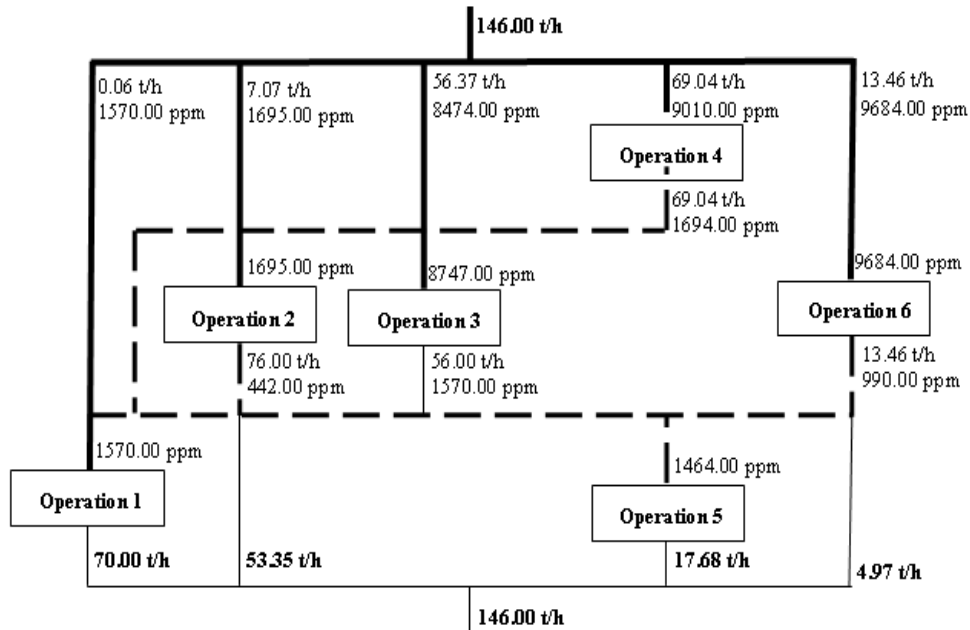 146.00 t/h
0.06 t/h
1570.00 ppm
7.07 t/h
1695.00 ppm
56.37 t/h
8474.00 ppm
69.04 t/h
9010.00 ppm
13.46 t/h
9684.00 ppm
Operation 4
69.04 t/h
1694.00 ppm
1695.00 ppm
8747.00 ppm
9684.00 ppm
Operation 2
Operation 3
Operation 6
76.00 t/h
442.00 ppm
56.00 t/h
1570.00 ppm
13.46 t/h
990.00 ppm
1570.00 ppm
1464.00 ppm
Operation 1
Operation 5
70.00 t/h
53.35 t/h
17.68 t/h
4.97 t/h
146.00 t/h